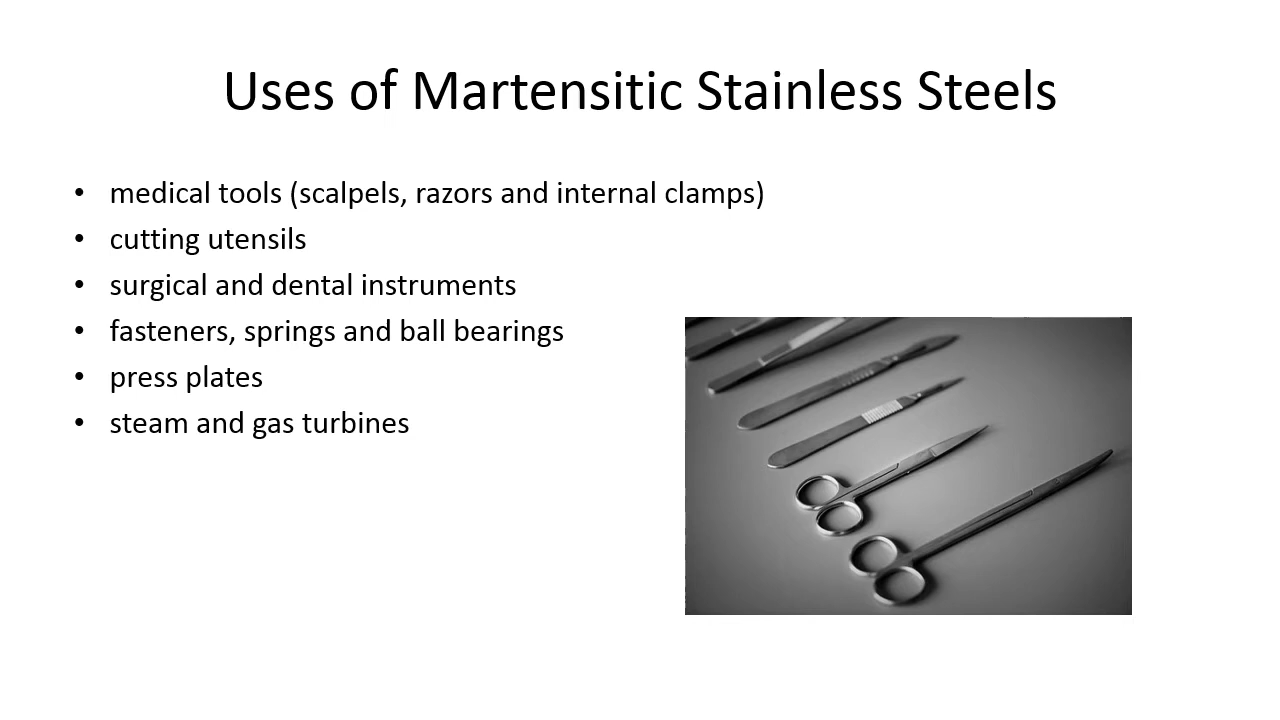 Uses of Martensitic Stainless Steels
• medical tools (scalpels, razors and internal clamps)
• cutting utensils
• surgical and dental instruments
• fasteners, springs and ball bearings
• press plates
• steam and gas turbines